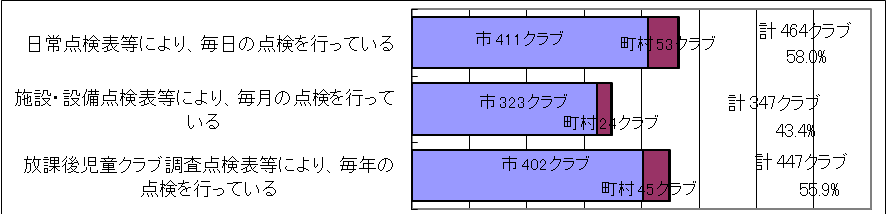 日常点検表等により、毎日の点検を行っている
市 411クラブ
町村 53クラブ
計 464クラブ
58.0%
施設・設備点検表等により、毎月の点検を行って
いる
市 323クラブ
町村 24クラブ
計 347クラブ
43.4%
放課後児童クラブ調査点検表等により、毎年の
点検を行っている
市 402クラブ
町村 45クラブ
計 447クラブ
55.9%